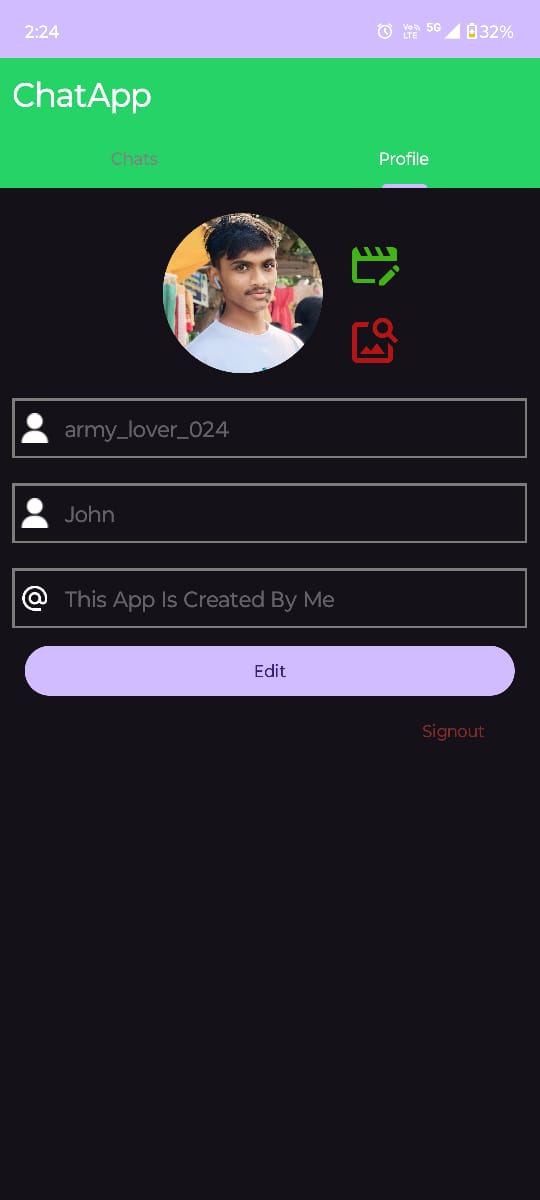 2:24 Vo LTE 5G 32%
ChatApp
Chats Profile
army_lover_024
John
This App Is Created By Me
Edit
Signout